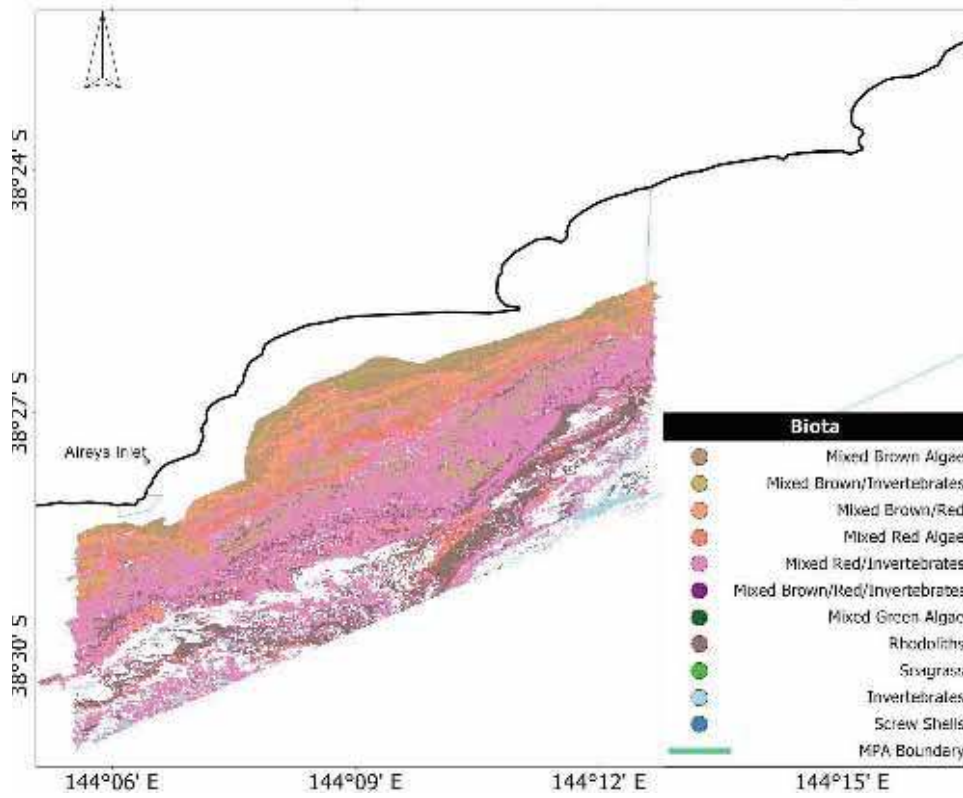 38°24' S
38°27' S
38°30' S
Aireys Inlet
Biota
Mixed Brown Algae
Mixed Brown/Invertebrates
Mixed Brown/Red
Mixed Red Algae
Mixed Red/Invertebrates
Mixed Brown/Red/Invertebrates
Mixed Green Algae
Rhodoliths
Seagrass
Invertebrates
Screw Shells
MPA Boundary
144°06' E
144°09' E
144°12' E
144°15' E